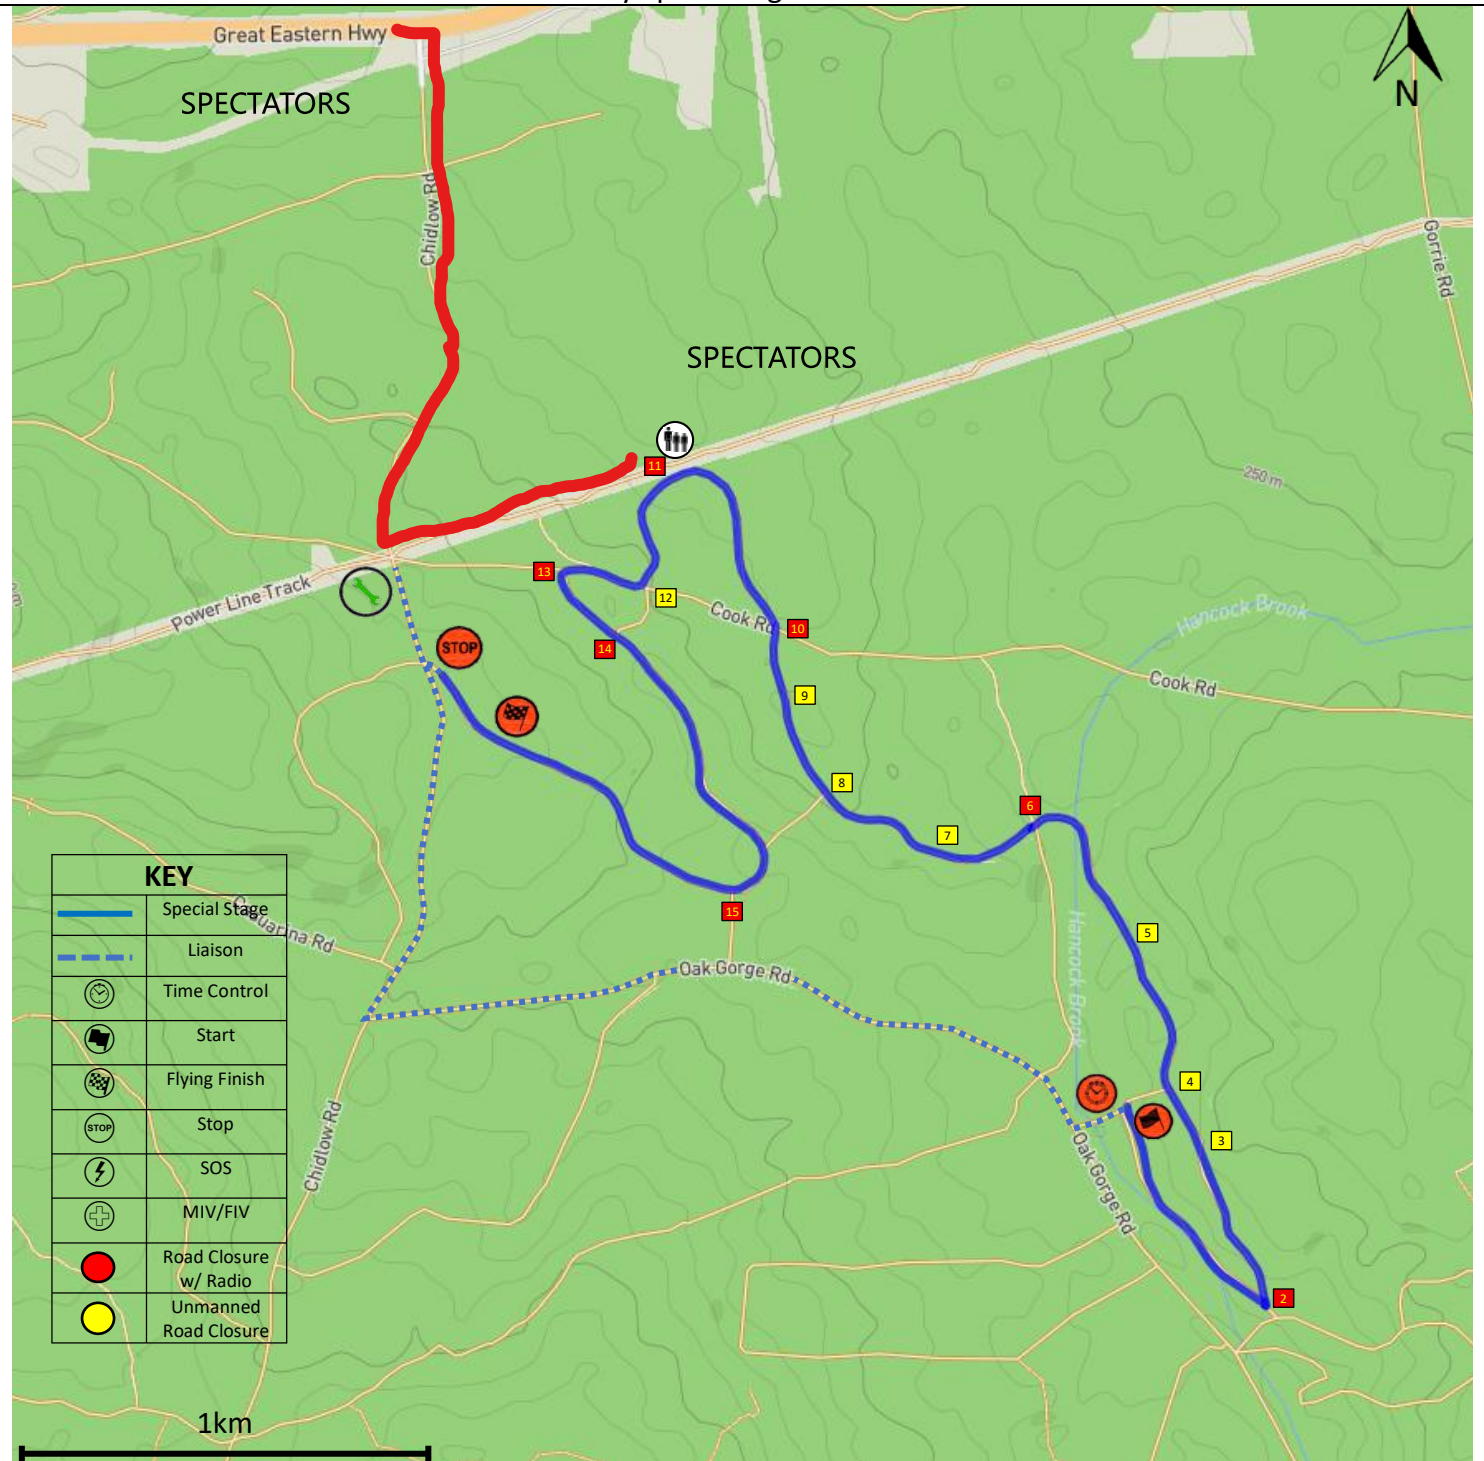 Great Eastern Hwy
SPECTATORS
N
Chidlow Rd
Gorrie Rd
SPECTATORS
11
250 m
13
Power Line Track
12
Cook Rd
10
Hancock Brook
STOP
14
9
Cook Rd
8
6
7
KEY
Special Stage
Casuarina Rd
15
5
Liaison
Oak Gorge Rd
Hancock Brook
Time Control
Start
Flying Finish
4
STOP
Stop
3
Chidlow Rd
Oak Gorge Rd
SOS
MIV/FIV
Road Closure
w/ Radio
2
Unmanned
Road Closure
1km